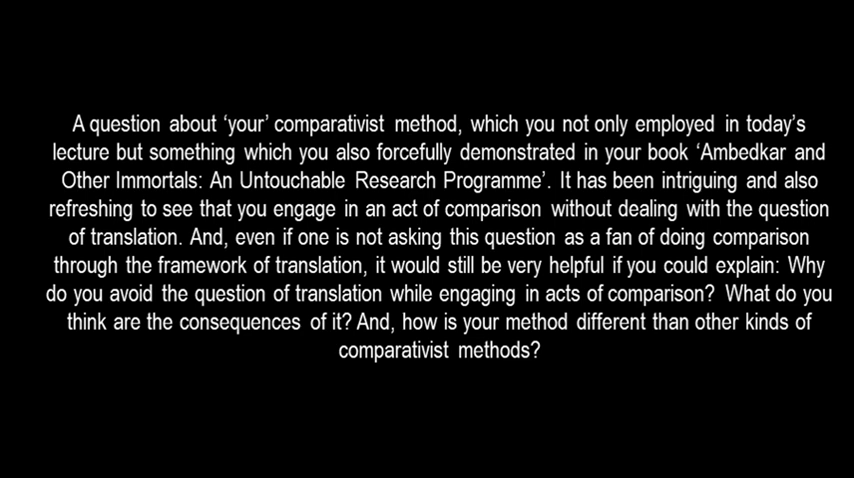 A question about ‘your’ comparativist method, which you not only employed in today’s
lecture but something which you also forcefully demonstrated in your book ‘Ambedkar and
Other Immortals: An Untouchable Research Programme’. It has been intriguing and also
refreshing to see that you engage in an act of comparison without dealing with the question
of translation. And, even if one is not asking this question as a fan of doing comparison
through the framework of translation, it would still be very helpful if you could explain: Why
do you avoid the question of translation while engaging in acts of comparison? What do you
think are the consequences of it? And, how is your method different than other kinds of
comparativist methods?